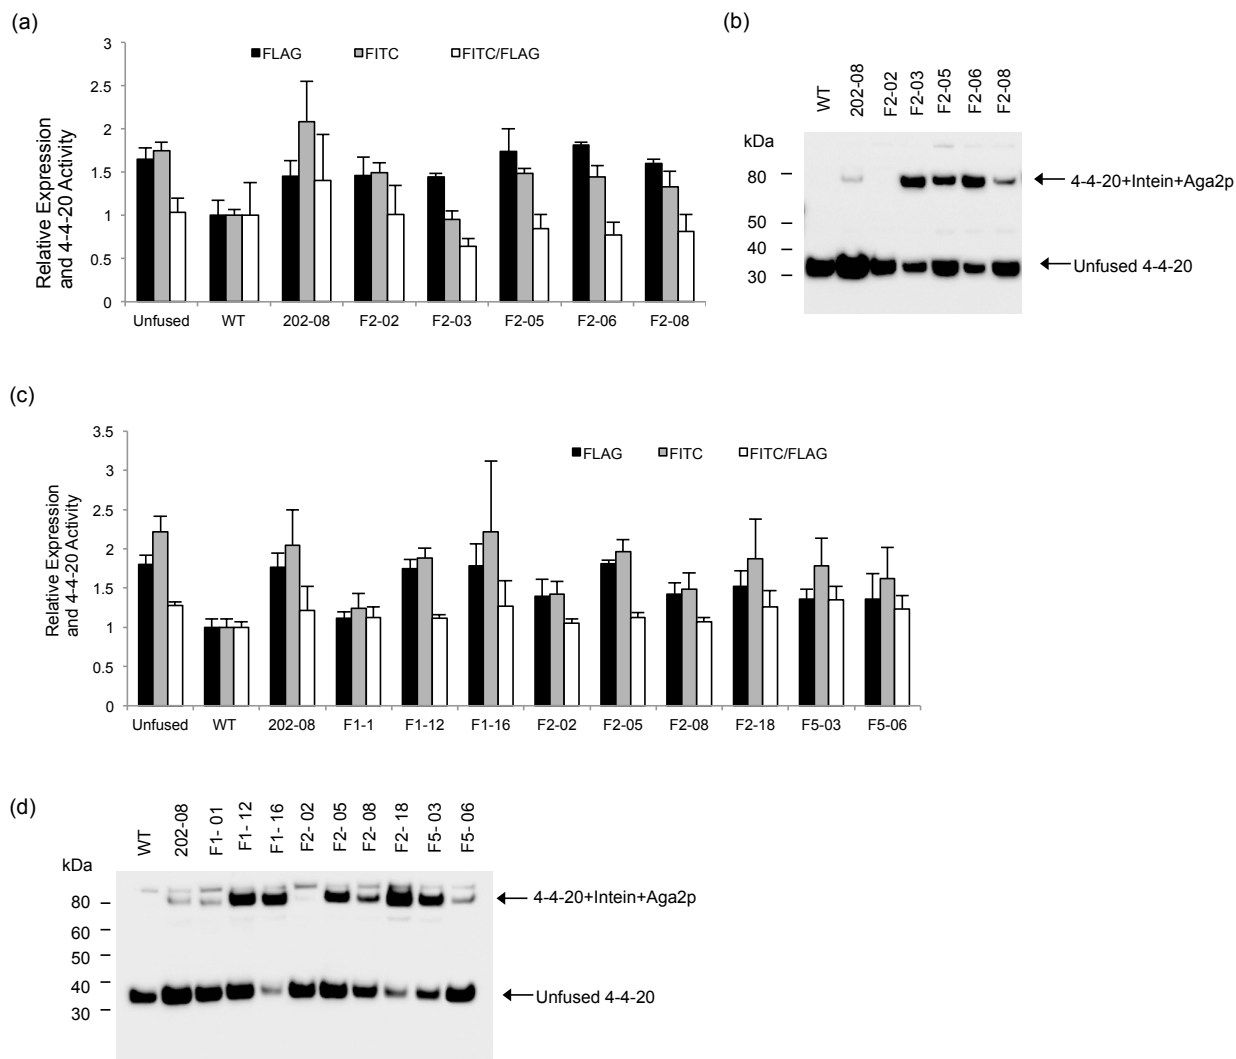 (a)
FLAG FITC FITC/FLAG
Relative Expression
and 4-4-20 Activity
3
2.5
2
1.5
1
0.5
0
Unfused WT 202-08 F2-02 F2-03 F2-05 F2-06 F2-08
(b)
WT 202-08 F2-02 F2-03 F2-05 F2-06 F2-08
kDa
80
50
40
30
4-4-20+Intein+Aga2p
Unfused 4-4-20
(c)
FLAG FITC FITC/FLAG
Relative Expression
and 4-4-20 Activity
3.5
3
2.5
2
1.5
1
0.5
0
Unfused WT 202-08 F1-1 F1-12 F1-16 F2-02 F2-05 F2-08 F2-18 F5-03 F5-06
(d)
WT 202-08 F1- 01 F1- 12 F1- 16 F2- 02 F2- 05 F2- 08 F2- 18 F5- 03 F5- 06
kDa
80
60
50
40
30
4-4-20+Intein+Aga2p
Unfused 4-4-20